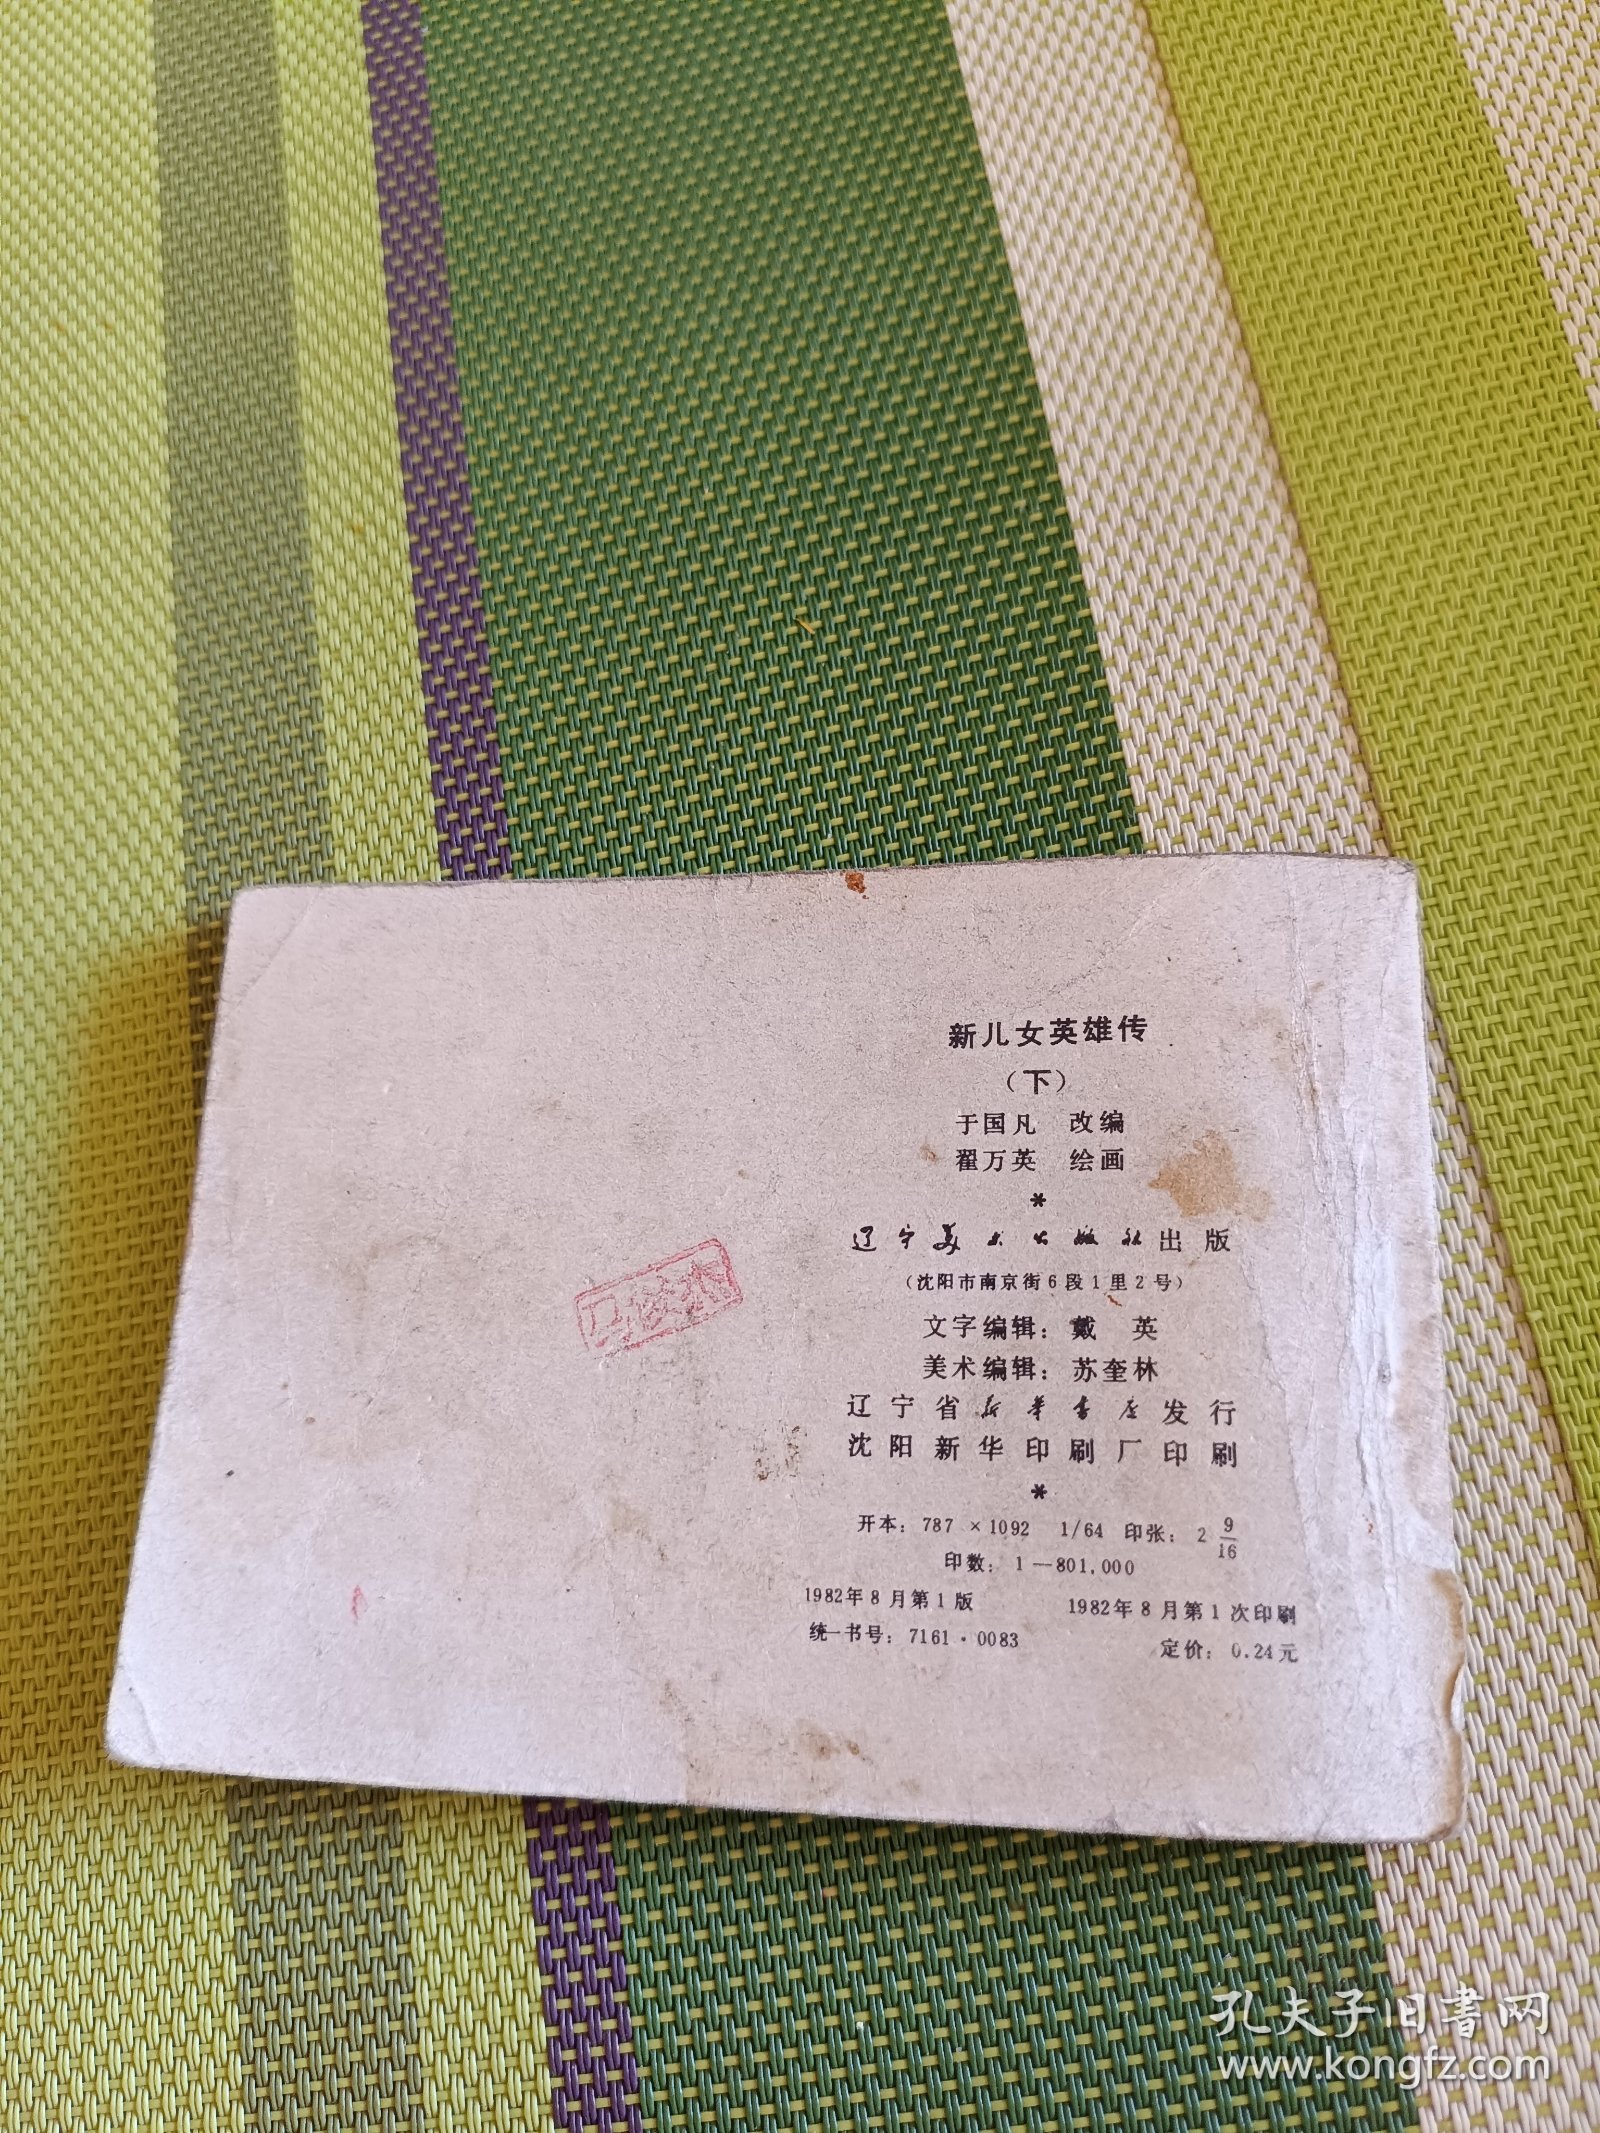 新儿女英雄传
（下）
于国凡 改编
翟万英 绘画
*
辽宁美术出版社出版
（沈阳市南京街6段1里2号）
文字编辑：戴 英
美术编辑：苏奎林
辽宁省新华书店发行
沈阳新华印刷厂印刷
*
开本：787×1092 1/64 印张：2 9/16
印数：1—801,000
1982年8月第1版 1982年8月第1次印刷
统一书号：7161·0083 定价：0.24元
孔夫子旧書网
www.kongfz.com